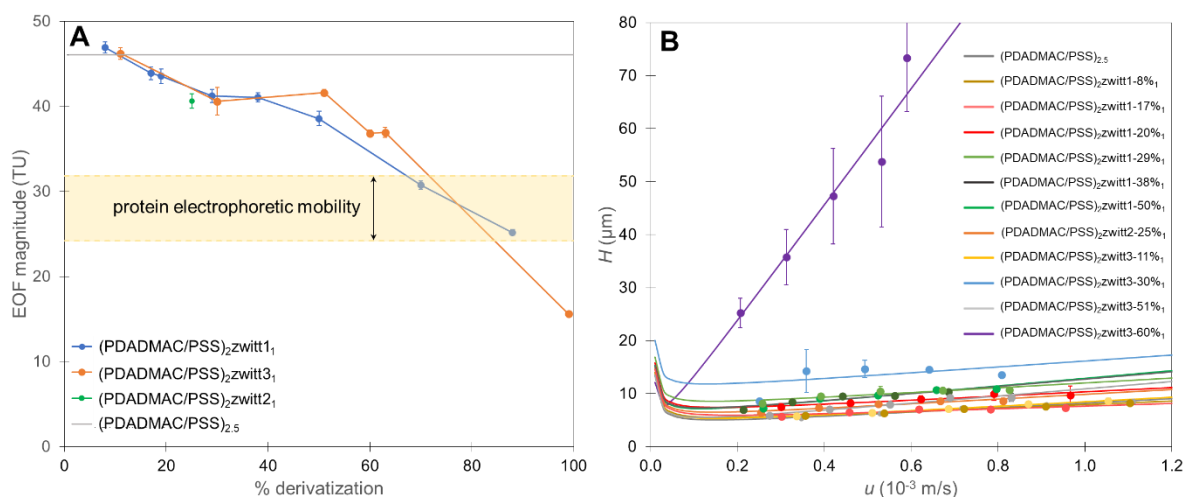 A
EOF magnitude (TU)
50
40
30
20
10
0
protein electrophoretic mobility
(PDADMAC/PSS)₂zwitt1₁
(PDADMAC/PSS)₂zwitt3₁
(PDADMAC/PSS)₂zwitt2₁
(PDADMAC/PSS)₂.₅
0 20 40 60 80 100
% derivatization
B
H (µm)
80
70
60
50
40
30
20
10
0
(PDADMAC/PSS)₂.₅
(PDADMAC/PSS)₂zwitt1-8%₁
(PDADMAC/PSS)₂zwitt1-17%₁
(PDADMAC/PSS)₂zwitt1-20%₁
(PDADMAC/PSS)₂zwitt1-29%₁
(PDADMAC/PSS)₂zwitt1-38%₁
(PDADMAC/PSS)₂zwitt1-50%₁
(PDADMAC/PSS)₂zwitt2-25%₁
(PDADMAC/PSS)₂zwitt3-11%₁
(PDADMAC/PSS)₂zwitt3-30%₁
(PDADMAC/PSS)₂zwitt3-51%₁
(PDADMAC/PSS)₂zwitt3-60%₁
0.0 0.2 0.4 0.6 0.8 1.0 1.2
u (10⁻³ m/s)